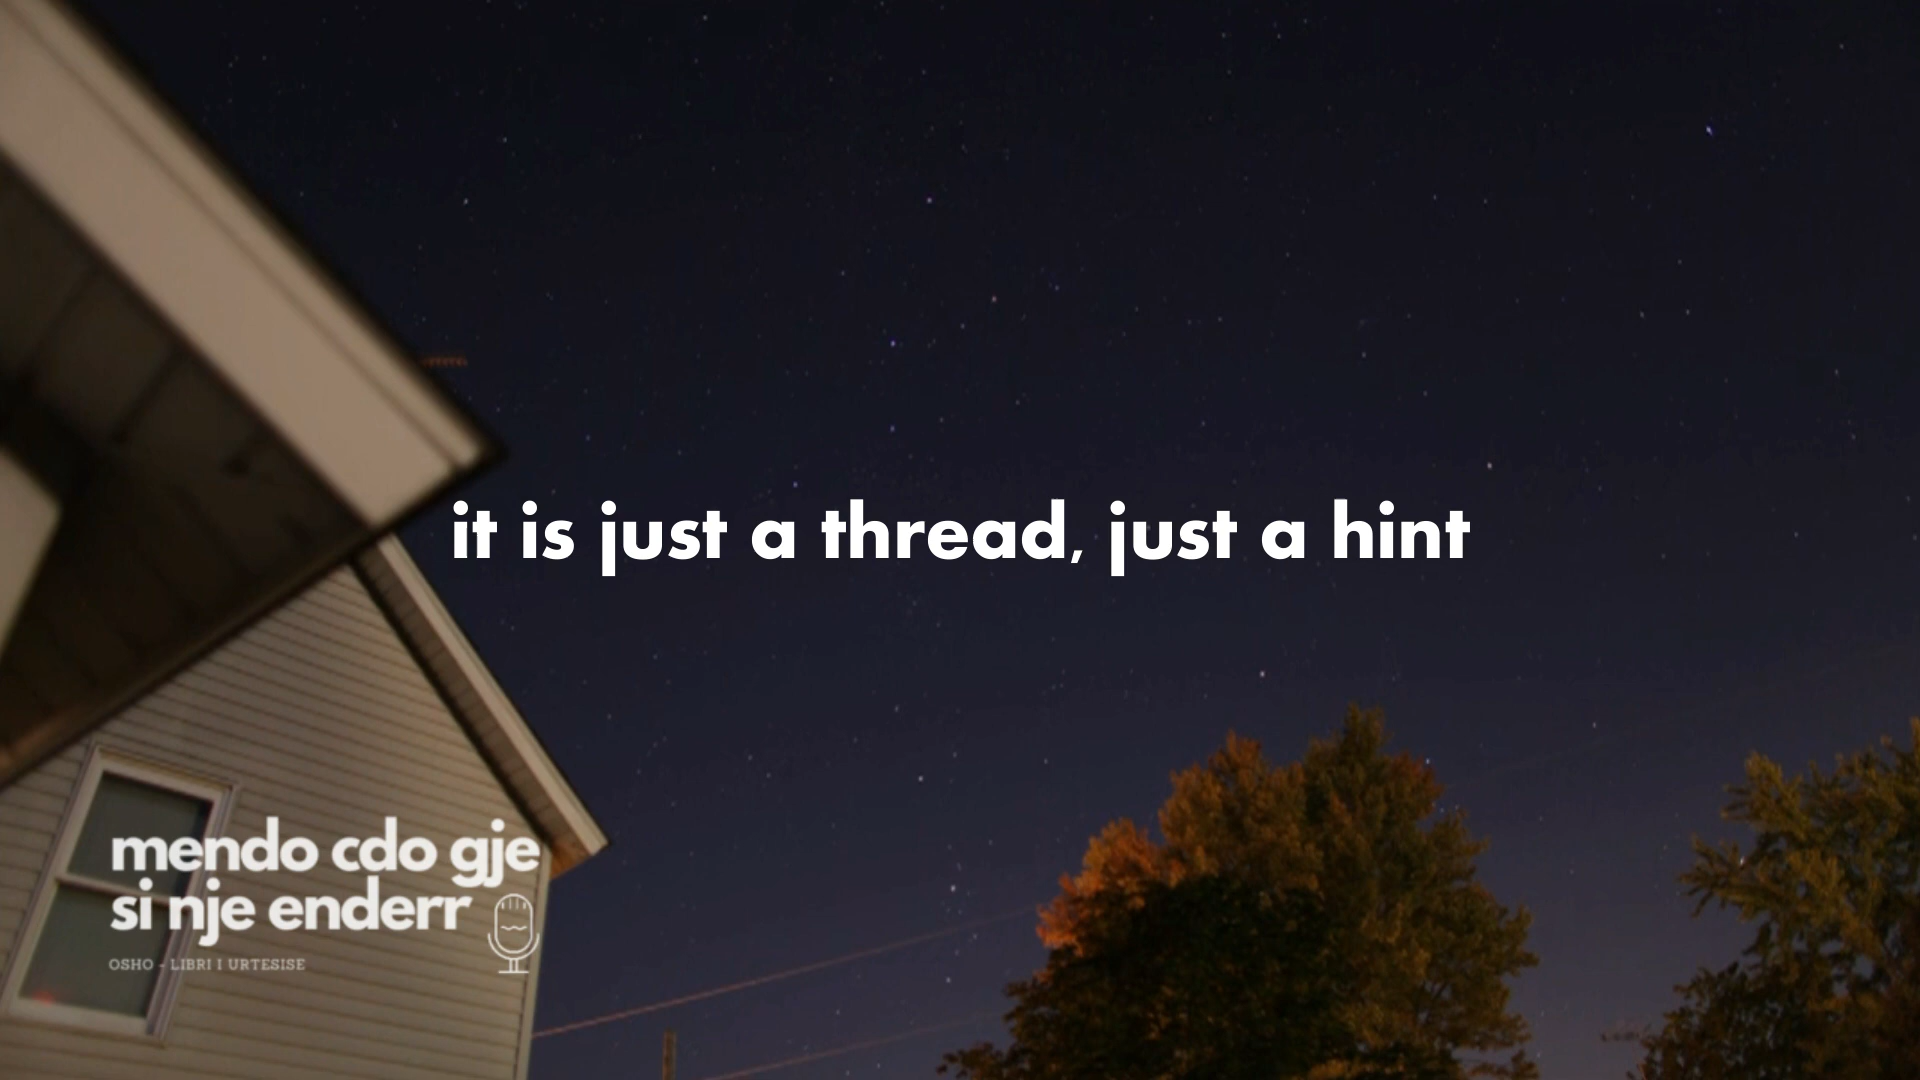 it is just a thread, just a hint
mendo cdo gje
si nje enderr
OSHO - LIBRI I URTESISE